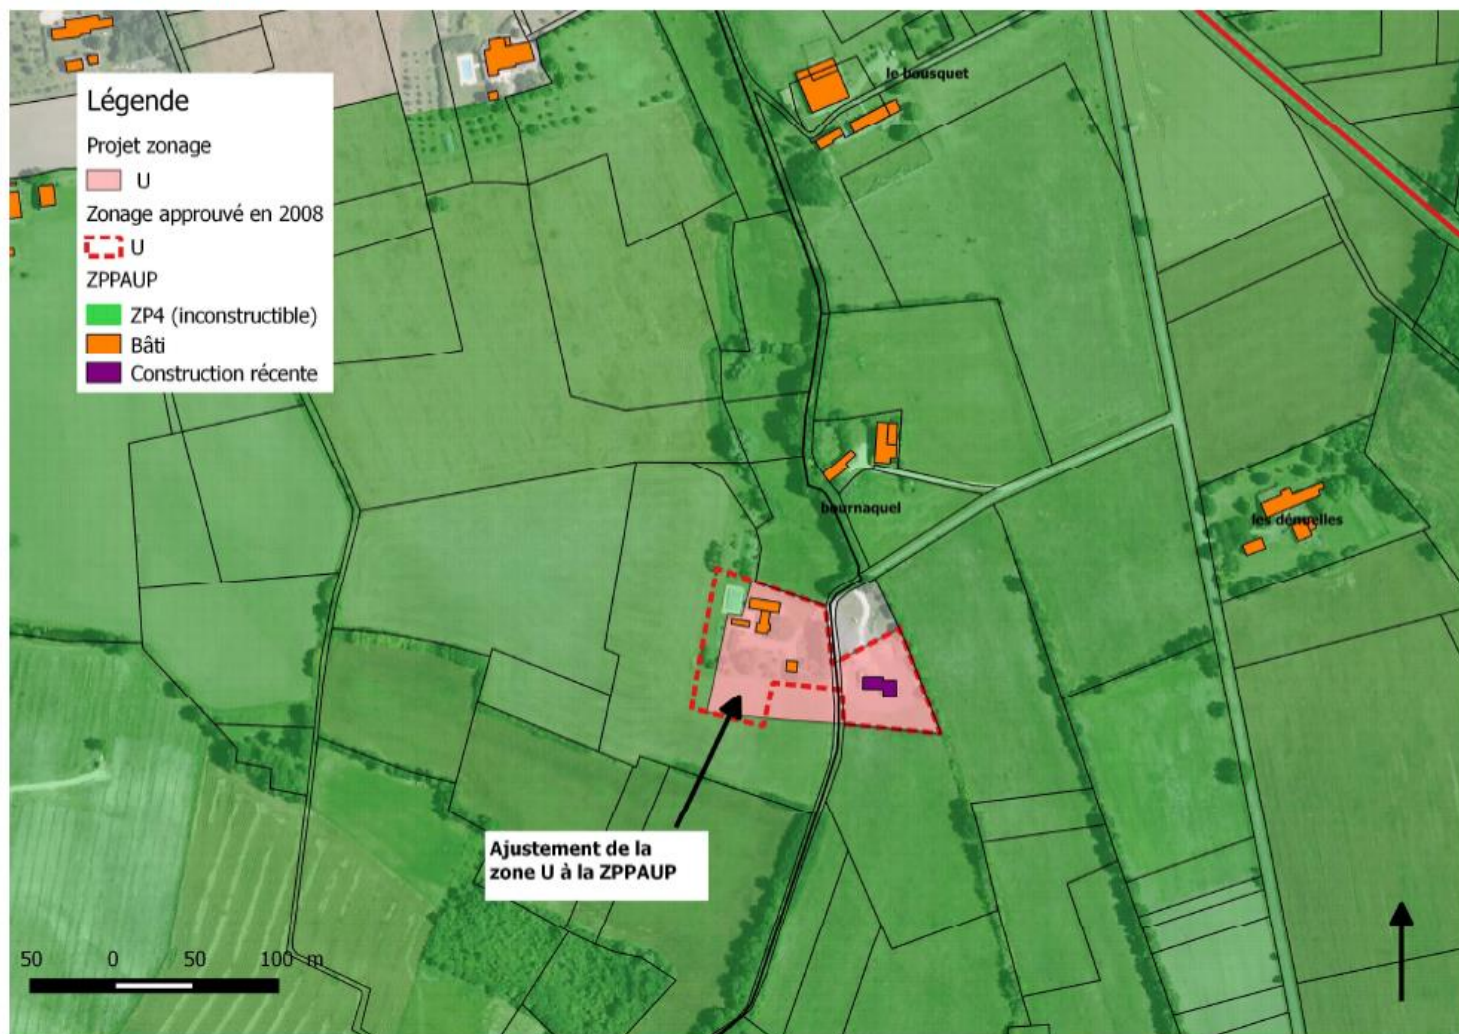 Légende
Projet zonage
U
Zonage approuvé en 2008
U
ZPPAUP
ZP4 (inconstructible)
Bâti
Construction récente
le bousquet
bournaquel
les dénuelles
Ajustement de la
zone U à la ZPPAUP
50 0 50 100 m